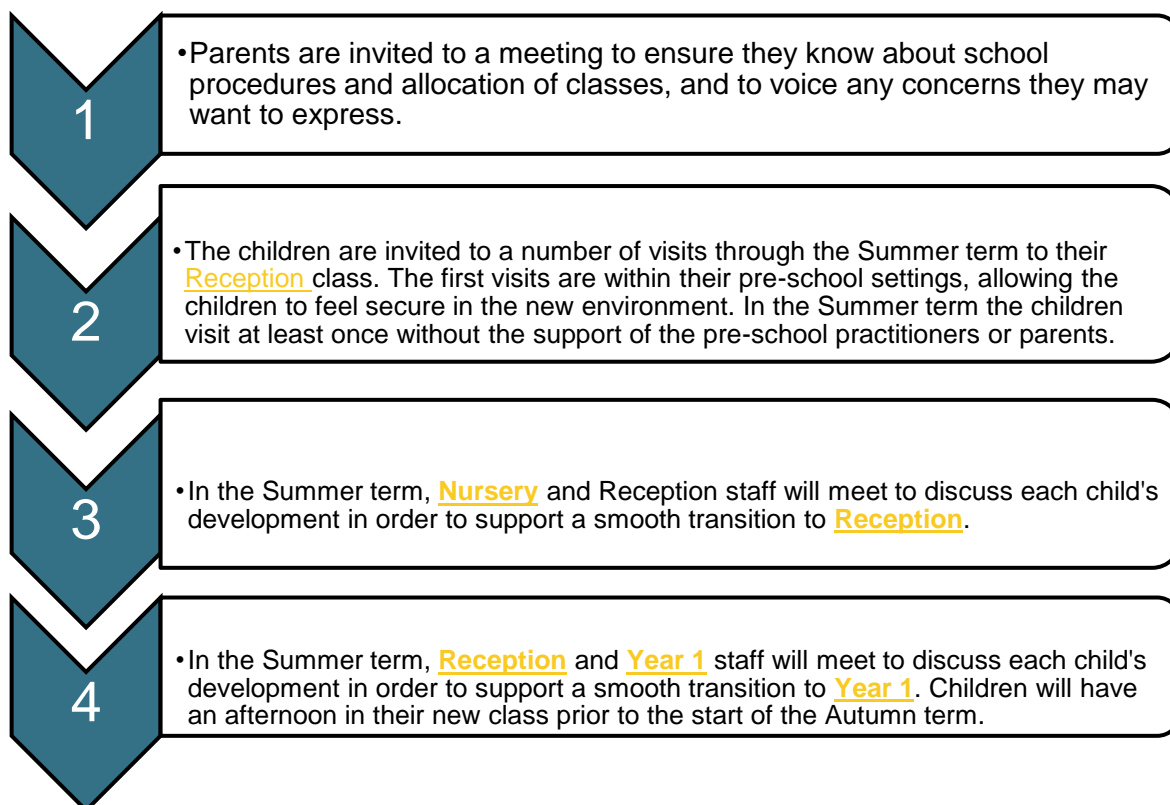 1
•Parents are invited to a meeting to ensure they know about school
procedures and allocation of classes, and to voice any concerns they may
want to express.
2
•The children are invited to a number of visits through the Summer term to their
Reception class. The first visits are within their pre-school settings, allowing the
children to feel secure in the new environment. In the Summer term the children
visit at least once without the support of the pre-school practitioners or parents.
3
•In the Summer term, Nursery and Reception staff will meet to discuss each child's
development in order to support a smooth transition to Reception.
4
•In the Summer term, Reception and Year 1 staff will meet to discuss each child's
development in order to support a smooth transition to Year 1. Children will have
an afternoon in their new class prior to the start of the Autumn term.